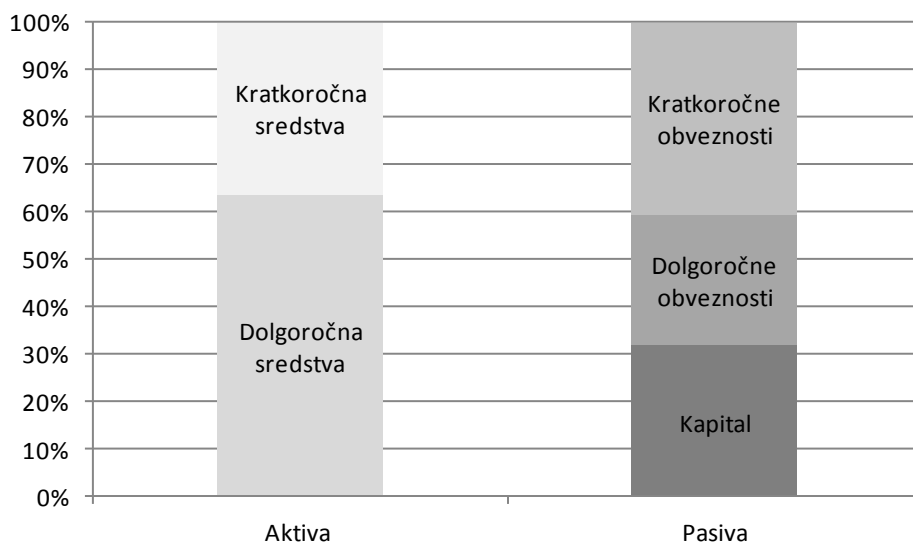 100%
90%
80%
70%
60%
50%
40%
30%
20%
10%
0%
Kratkoročna
sredstva
Dolgoročna
sredstva
Kratkoročne
obveznosti
Dolgoročne
obveznosti
Kapital
Aktiva
Pasiva